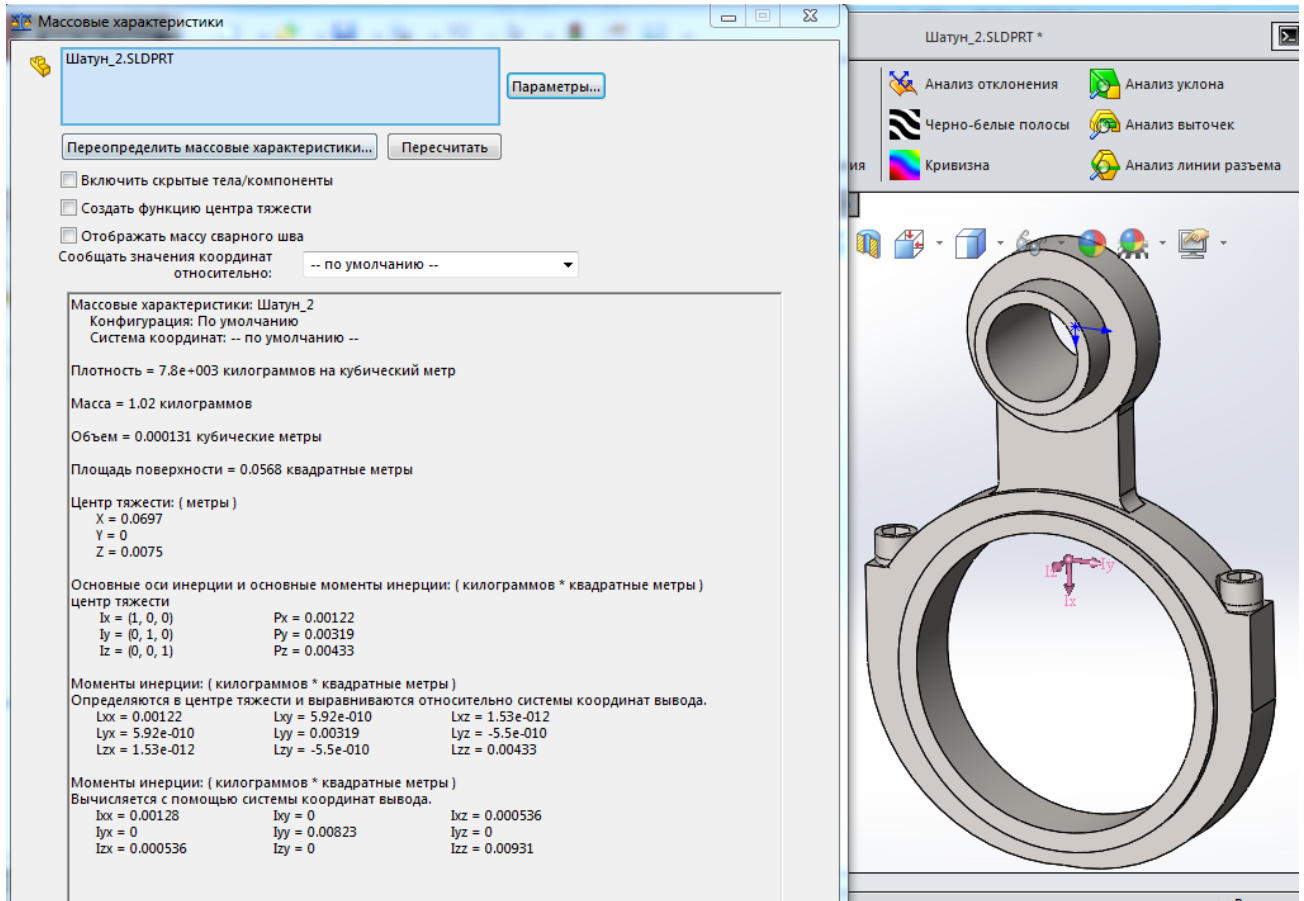 Массовые характеристики
Шатун_2.SLDPRT
Параметры...
Переопределить массовые характеристики...
Пересчитать
Включить скрытые тела/компоненты
Создать функцию центра тяжести
Отображать массу сварного шва
Сообщать значения координат относительно:
-- по умолчанию --
Массовые характеристики: Шатун_2
Конфигурация: По умолчанию
Система координат: -- по умолчанию --
Плотность = 7.8e+003 килограммов на кубический метр
Масса = 1.02 килограммов
Объем = 0.000131 кубические метры
Площадь поверхности = 0.0568 квадратные метры
Центр тяжести: ( метры )
X = 0.0697
Y = 0
Z = 0.0075
Основные оси инерции и основные моменты инерции: ( килограммов * квадратные метры )
центр тяжести
Ix = (1, 0, 0) Px = 0.00122
Iy = (0, 1, 0) Py = 0.00319
Iz = (0, 0, 1) Pz = 0.00433
Моменты инерции: ( килограммов * квадратные метры )
Определяются в центре тяжести и выравниваются относительно системы координат вывода.
Lxx = 0.00122 Lxy = 5.92e-010 Lxz = 1.53e-012
Lyx = 5.92e-010 Lyy = 0.00319 Lyz = -5.5e-010
Lzx = 1.53e-012 Lzy = -5.5e-010 Lzz = 0.00433
Моменты инерции: ( килограммов * квадратные метры )
Вычисляется с помощью системы координат вывода.
Ixx = 0.00128 Ixy = 0 Ixz = 0.000536
Iyx = 0 Iyy = 0.00823 Iyz = 0
Izx = 0.000536 Izy = 0 Izz = 0.00931
Шатун_2.SLDPRT *
Анализ отклонения
Анализ уклона
Черно-белые полосы
Анализ выточек
ия
Кривизна
Анализ линии разъема
Iz
Iy
Ix